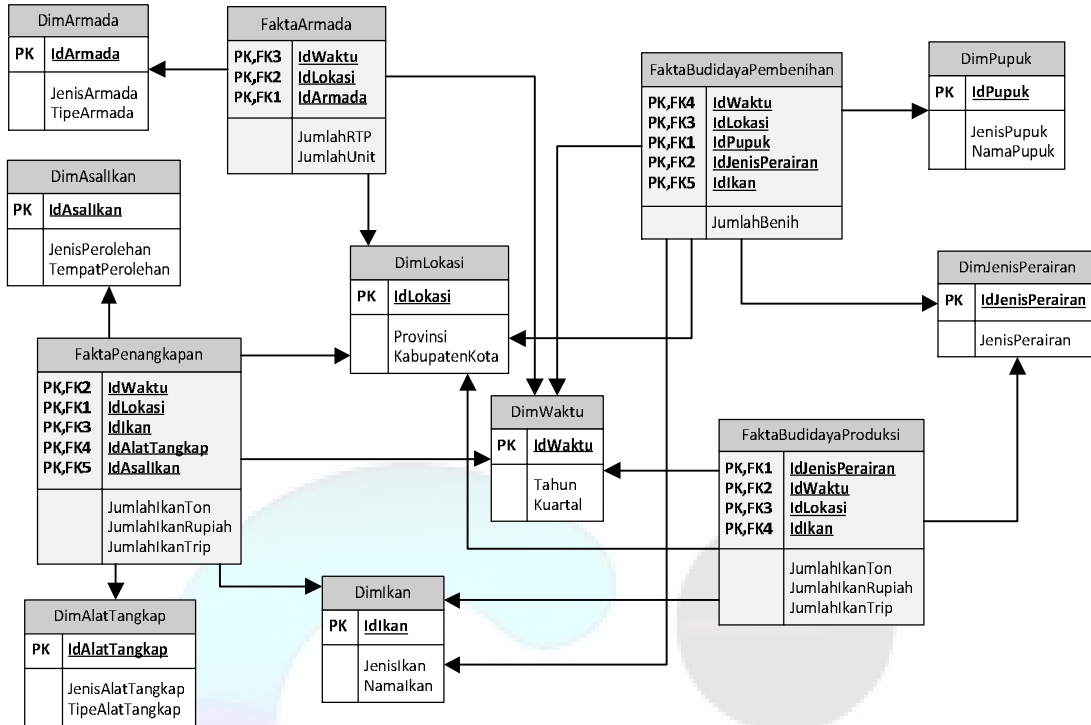 DimArmada
PK IdArmada
JenisArmada
TipeArmada
FaktaArmada
PK,FK3 IdWaktu
PK,FK2 IdLokasi
PK,FK1 IdArmada
JumlahRTP
JumlahUnit
FaktaBudidayaPembenihan
PK,FK4 IdWaktu
PK,FK3 IdLokasi
PK,FK1 IdPupuk
PK,FK2 IdJenisPerairan
PK,FK5 IdIkan
JumlahBenih
DimPupuk
PK IdPupuk
JenisPupuk
NamaPupuk
DimAsalIkan
PK IdAsalIkan
JenisPerolehan
TempatPerolehan
DimLokasi
PK IdLokasi
Provinsi
KabupatenKota
DimJenisPerairan
PK IdJenisPerairan
JenisPerairan
FaktaPenangkapan
PK,FK2 IdWaktu
PK,FK1 IdLokasi
PK,FK3 IdIkan
PK,FK4 IdAlatTangkap
PK,FK5 IdAsalIkan
JumlahIkanTon
JumlahIkanRupiah
JumlahIkanTrip
DimWaktu
PK IdWaktu
Tahun
Kuartal
FaktaBudidayaProduksi
PK,FK1 IdJenisPerairan
PK,FK2 IdWaktu
PK,FK3 IdLokasi
PK,FK4 IdIkan
JumlahIkanTon
JumlahIkanRupiah
JumlahIkanTrip
DimAlatTangkap
PK IdAlatTangkap
JenisAlatTangkap
TipeAlatTangkap
DimIkan
PK IdIkan
JenisIkan
NamaIkan